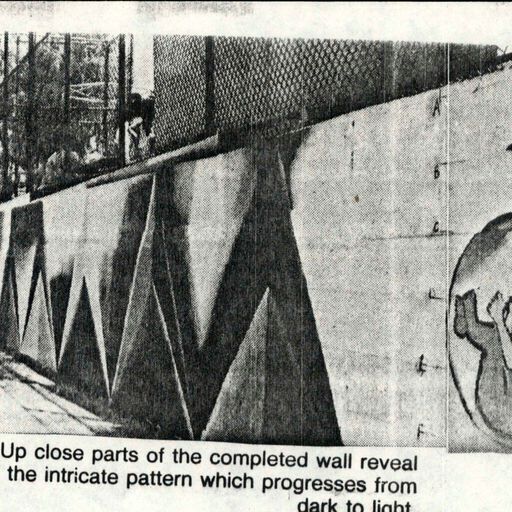 A
B
C
D
E
F
Up close parts of the completed wall reveal
the intricate pattern which progresses from
dark to light.